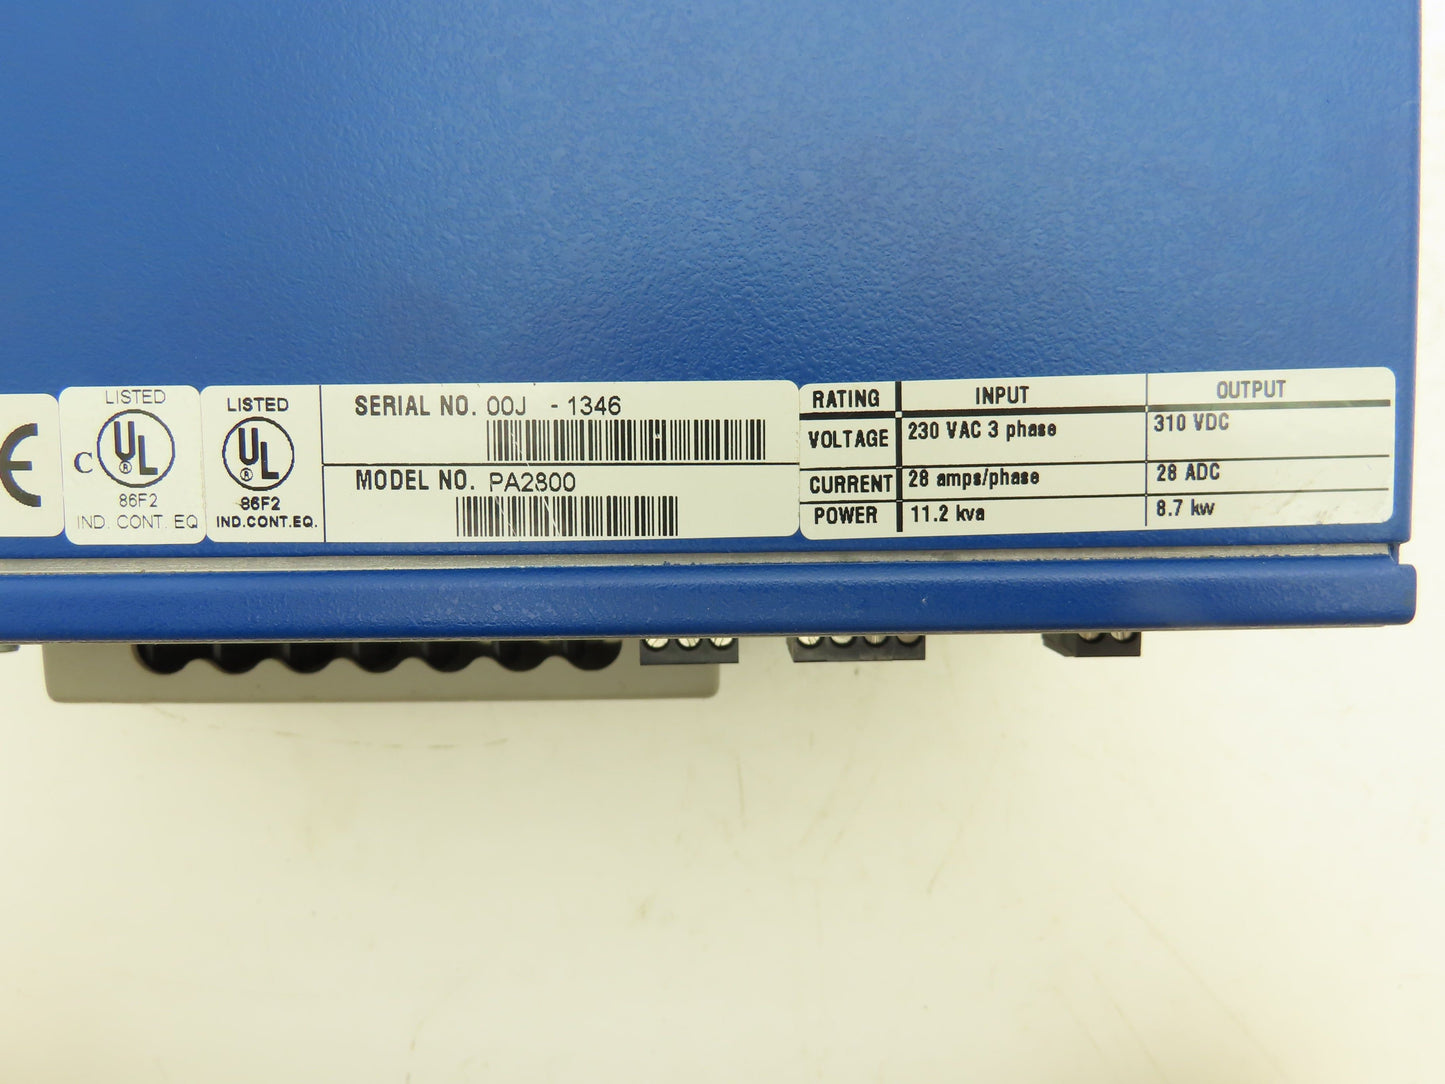 CE
LISTED
C UL ®
86F2
IND. CONT. EQ
LISTED
UL ®
86F2
IND.CONT.EQ.
SERIAL NO. 00J - 1346
MODEL NO. PA2800
RATING INPUT OUTPUT
VOLTAGE 230 VAC 3 phase 310 VDC
CURRENT 28 amps/phase 28 ADC
POWER 11.2 kva 8.7 kw